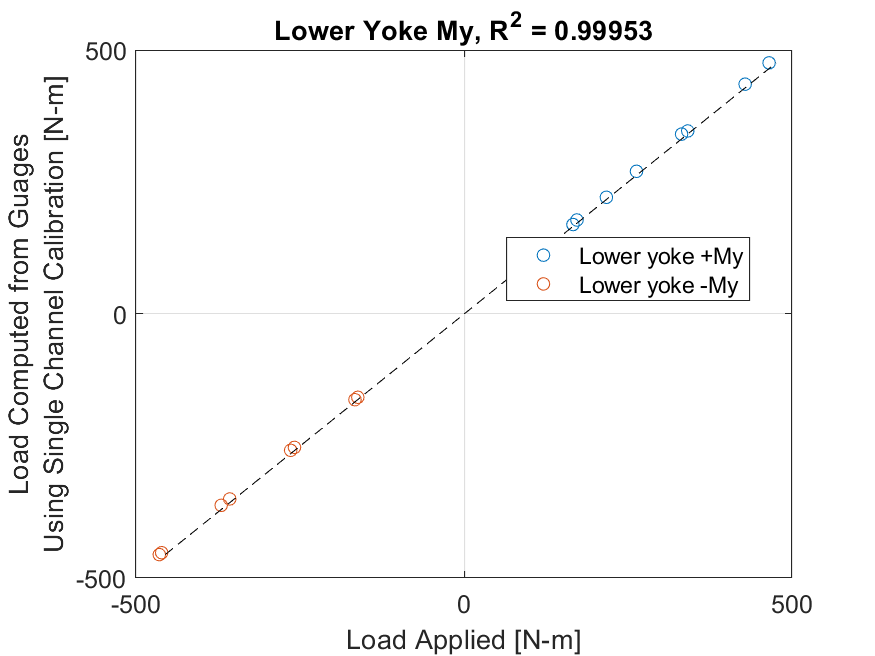 Lower Yoke My, R² = 0.99953
Load Computed from Guages
Using Single Channel Calibration [N-m]
500
0
-500
Lower yoke +My
Lower yoke -My
-500
0
500
Load Applied [N-m]